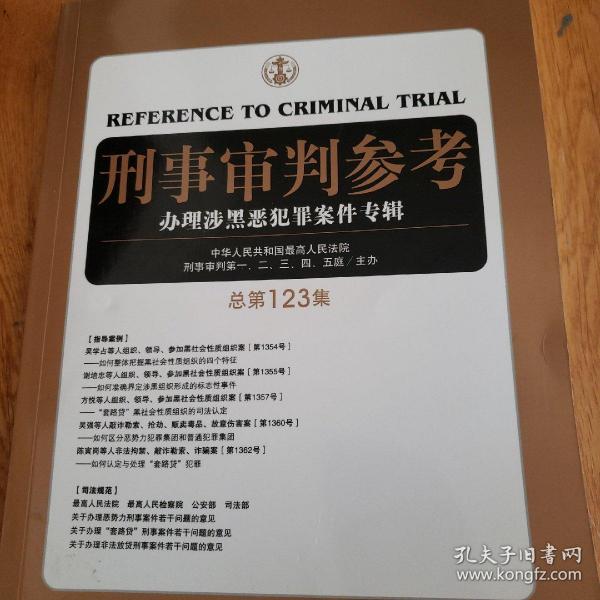 REFERENCE TO CRIMINAL TRIAL
刑事审判参考
办理涉黑恶犯罪案件专辑
中华人民共和国最高人民法院
刑事审判第一、二、三、四、五庭/主办
总第123集
【指导案例】
吴学占等人组织、领导、参加黑社会性质组织案[第1354号]
——如何整体把握黑社会性质组织的四个特征
谢培忠等人组织、领导、参加黑社会性质组织案[第1355号]
——如何准确界定涉黑组织形成的标志性事件
方悦等人组织、领导、参加黑社会性质组织案[第1357号]
——“套路贷”黑社会性质组织的司法认定
吴强等人敲诈勒索、抢劫、贩卖毒品、故意伤害案[第1360号]
——如何区分恶势力犯罪集团和普通犯罪集团
陈寅岗等人非法拘禁、敲诈勒索、诈骗案[第1362号]
——如何认定与处理“套路贷”犯罪
【司法规范】
最高人民法院 最高人民检察院 公安部 司法部
关于办理恶势力刑事案件若干问题的意见
关于办理“套路贷”刑事案件若干问题的意见
关于办理非法放贷刑事案件若干问题的意见
孔夫子旧书网
www.kongfz.com